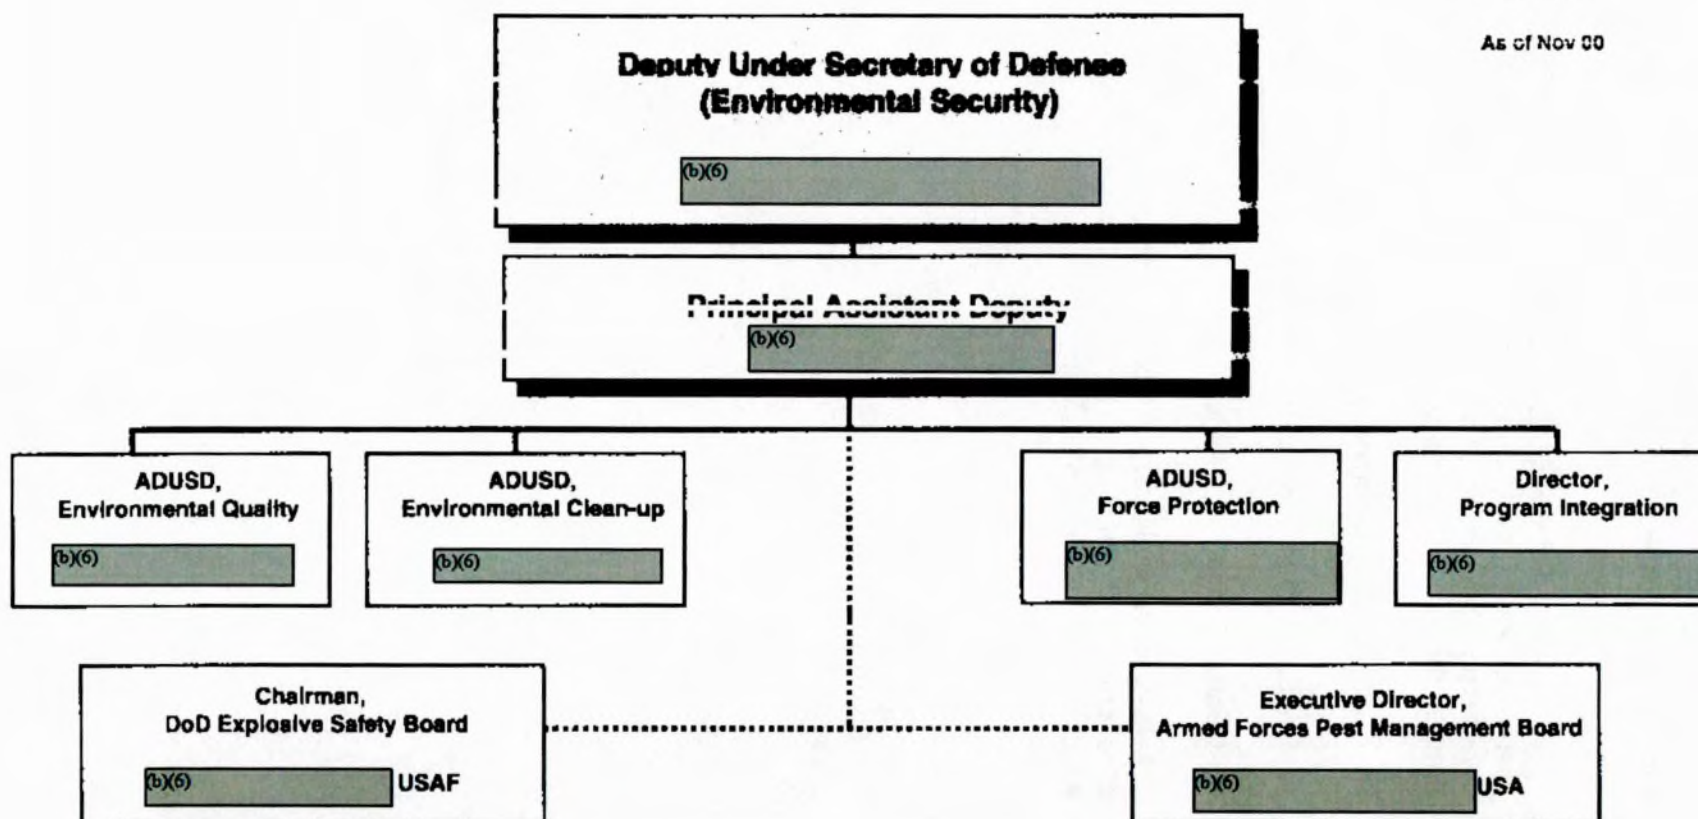 As of Nov 00
Deputy Under Secretary of Defense
(Environmental Security)
(b)(6)
Principal Assistant Deputy
(b)(6)
ADUSD,
Environmental Quality
(b)(6)
ADUSD,
Environmental Clean-up
(b)(6)
ADUSD,
Force Protection
(b)(6)
Director,
Program Integration
(b)(6)
Chairman,
DoD Explosive Safety Board
(b)(6) USAF
Executive Director,
Armed Forces Pest Management Board
(b)(6) USA